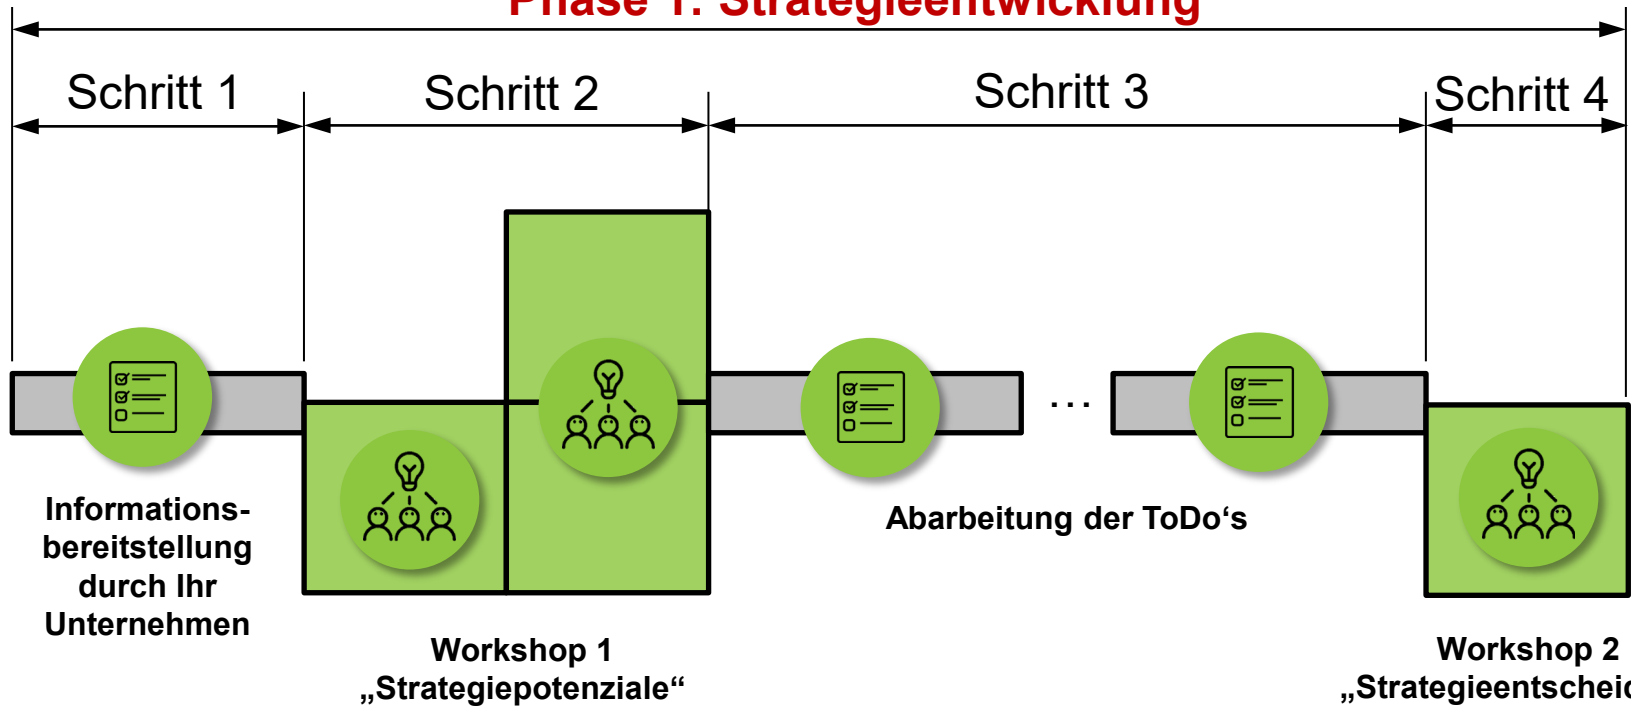 Phase 1: Strategieentwicklung
Schritt 1
Schritt 2
Schritt 3
Schritt 4
...
Informations-
bereitstellung
durch Ihr
Unternehmen
Workshop 1
„Strategiepotenziale“
Abarbeitung der ToDo‘s
Workshop 2